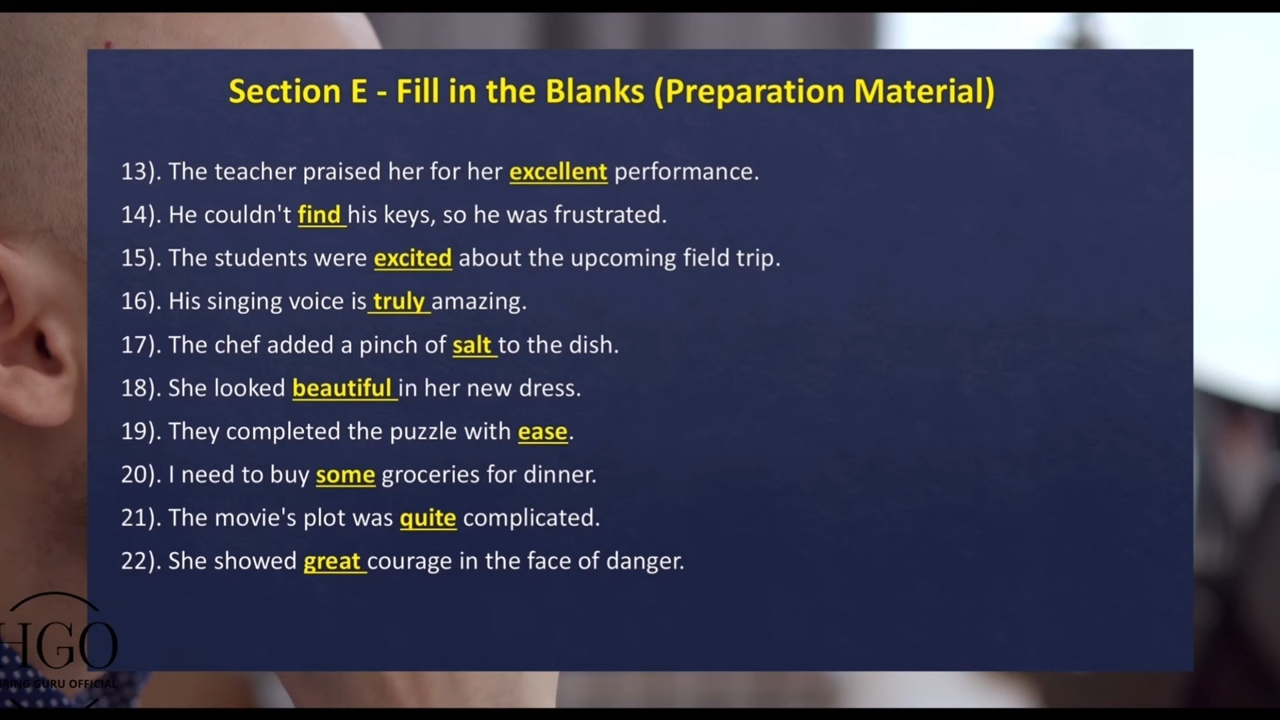 Section E - Fill in the Blanks (Preparation Material)
13). The teacher praised her for her excellent performance.
14). He couldn't find his keys, so he was frustrated.
15). The students were excited about the upcoming field trip.
16). His singing voice is truly amazing.
17). The chef added a pinch of salt to the dish.
18). She looked beautiful in her new dress.
19). They completed the puzzle with ease.
20). I need to buy some groceries for dinner.
21). The movie's plot was quite complicated.
22). She showed great courage in the face of danger.
HGO
GURU OFFICIAL